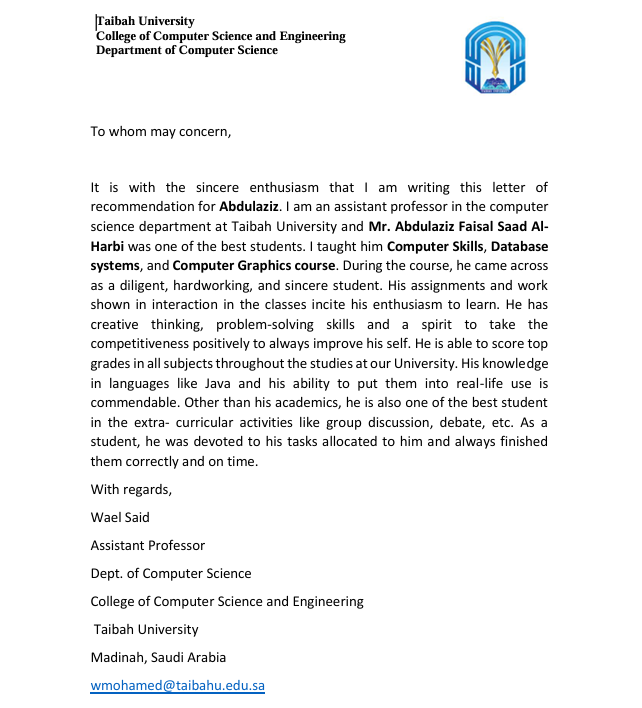 Taibah University
College of Computer Science and Engineering
Department of Computer Science
To whom may concern,
It is with the sincere enthusiasm that I am writing this letter of
recommendation for Abdulaziz. I am an assistant professor in the computer
science department at Taibah University and Mr. Abdulaziz Faisal Saad Al-
Harbi was one of the best students. I taught him Computer Skills, Database
systems, and Computer Graphics course. During the course, he came across
as a diligent, hardworking, and sincere student. His assignments and work
shown in interaction in the classes incite his enthusiasm to learn. He has
creative thinking, problem-solving skills and a spirit to take the
competitiveness positively to always improve his self. He is able to score top
grades in all subjects throughout the studies at our University. His knowledge
in languages like Java and his ability to put them into real-life use is
commendable. Other than his academics, he is also one of the best student
in the extra- curricular activities like group discussion, debate, etc. As a
student, he was devoted to his tasks allocated to him and always finished
them correctly and on time.
With regards,
Wael Said
Assistant Professor
Dept. of Computer Science
College of Computer Science and Engineering
Taibah University
Madinah, Saudi Arabia
wmohamed@taibahu.edu.sa